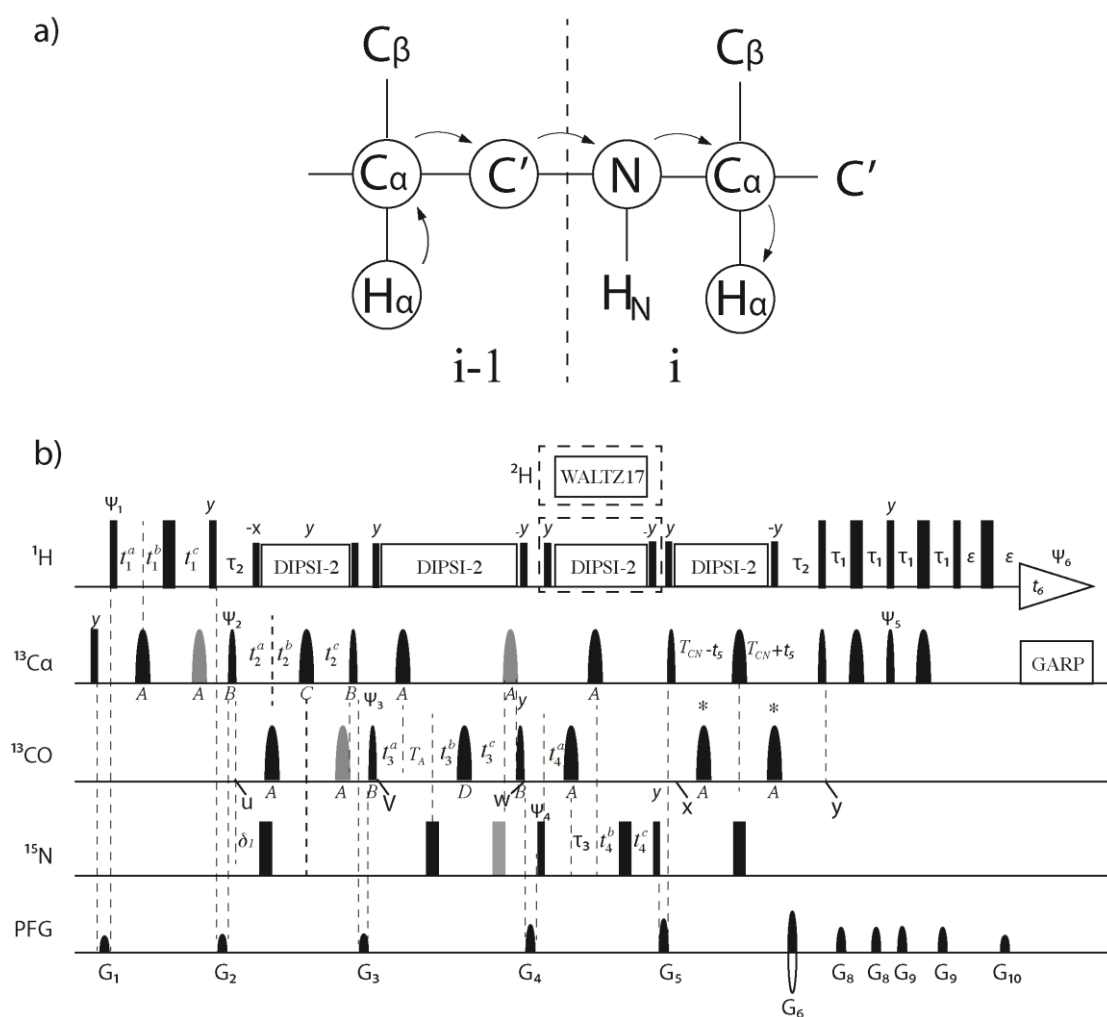 a)
Cβ Cβ
Cα C' N Cα C'
Hα HN Hα
i-1 i
b)
²H WALTZ17
Ψ₁ y -x y y -y y -y y -y y
¹H t₁ᵃ t₁ᵇ t₁ᶜ τ₂ DIPSI-2 DIPSI-2 DIPSI-2 DIPSI-2 τ₂ τ₁ τ₁ τ₁ τ₁ ε ε t₆ Ψ₆
y Ψ₂ Ψ₅
¹³Cα t₂ᵃ t₂ᵇ t₂ᶜ T_CN-t₅ T_CN+t₅ GARP
A A B C B A A A
Ψ₃ y * *
¹³CO t₃ᵃ T_A t₃ᵇ t₃ᶜ t₄ᵃ
u A A B V D W B A x A A y
Ψ₄ y
¹⁵N δ₁ τ₃ t₄ᵇ t₄ᶜ
PFG
G₁ G₂ G₃ G₄ G₅ G₆ G₈ G₈ G₉ G₉ G₁₀